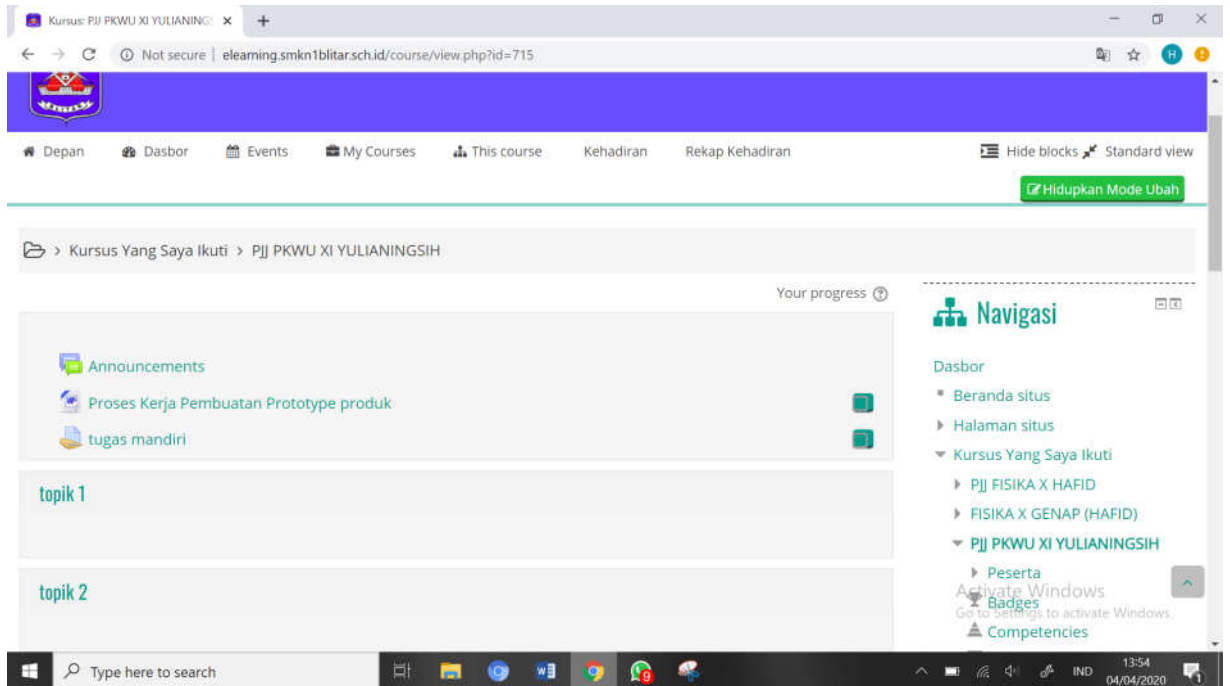 Kursus: PJJ PKWU XI YULIANINGS
Not secure | elearning.smkn1blitar.sch.id/course/view.php?id=715
H
Depan Dasbor Events My Courses This course Kehadiran Rekap Kehadiran Hide blocks Standard view
Hidupkan Mode Ubah
> Kursus Yang Saya Ikuti > PJJ PKWU XI YULIANINGSIH
Your progress
Announcements
Proses Kerja Pembuatan Prototype produk
tugas mandiri
topik 1
topik 2
Navigasi
Dasbor
Beranda situs
Halaman situs
Kursus Yang Saya Ikuti
PJJ FISIKA X HAFID
FISIKA X GENAP (HAFID)
PJJ PKWU XI YULIANINGSIH
Peserta
Activate Windows
Badges
Go to Settings to activate Windows.
Competencies
Type here to search
9
IND
13:54
04/04/2020
1